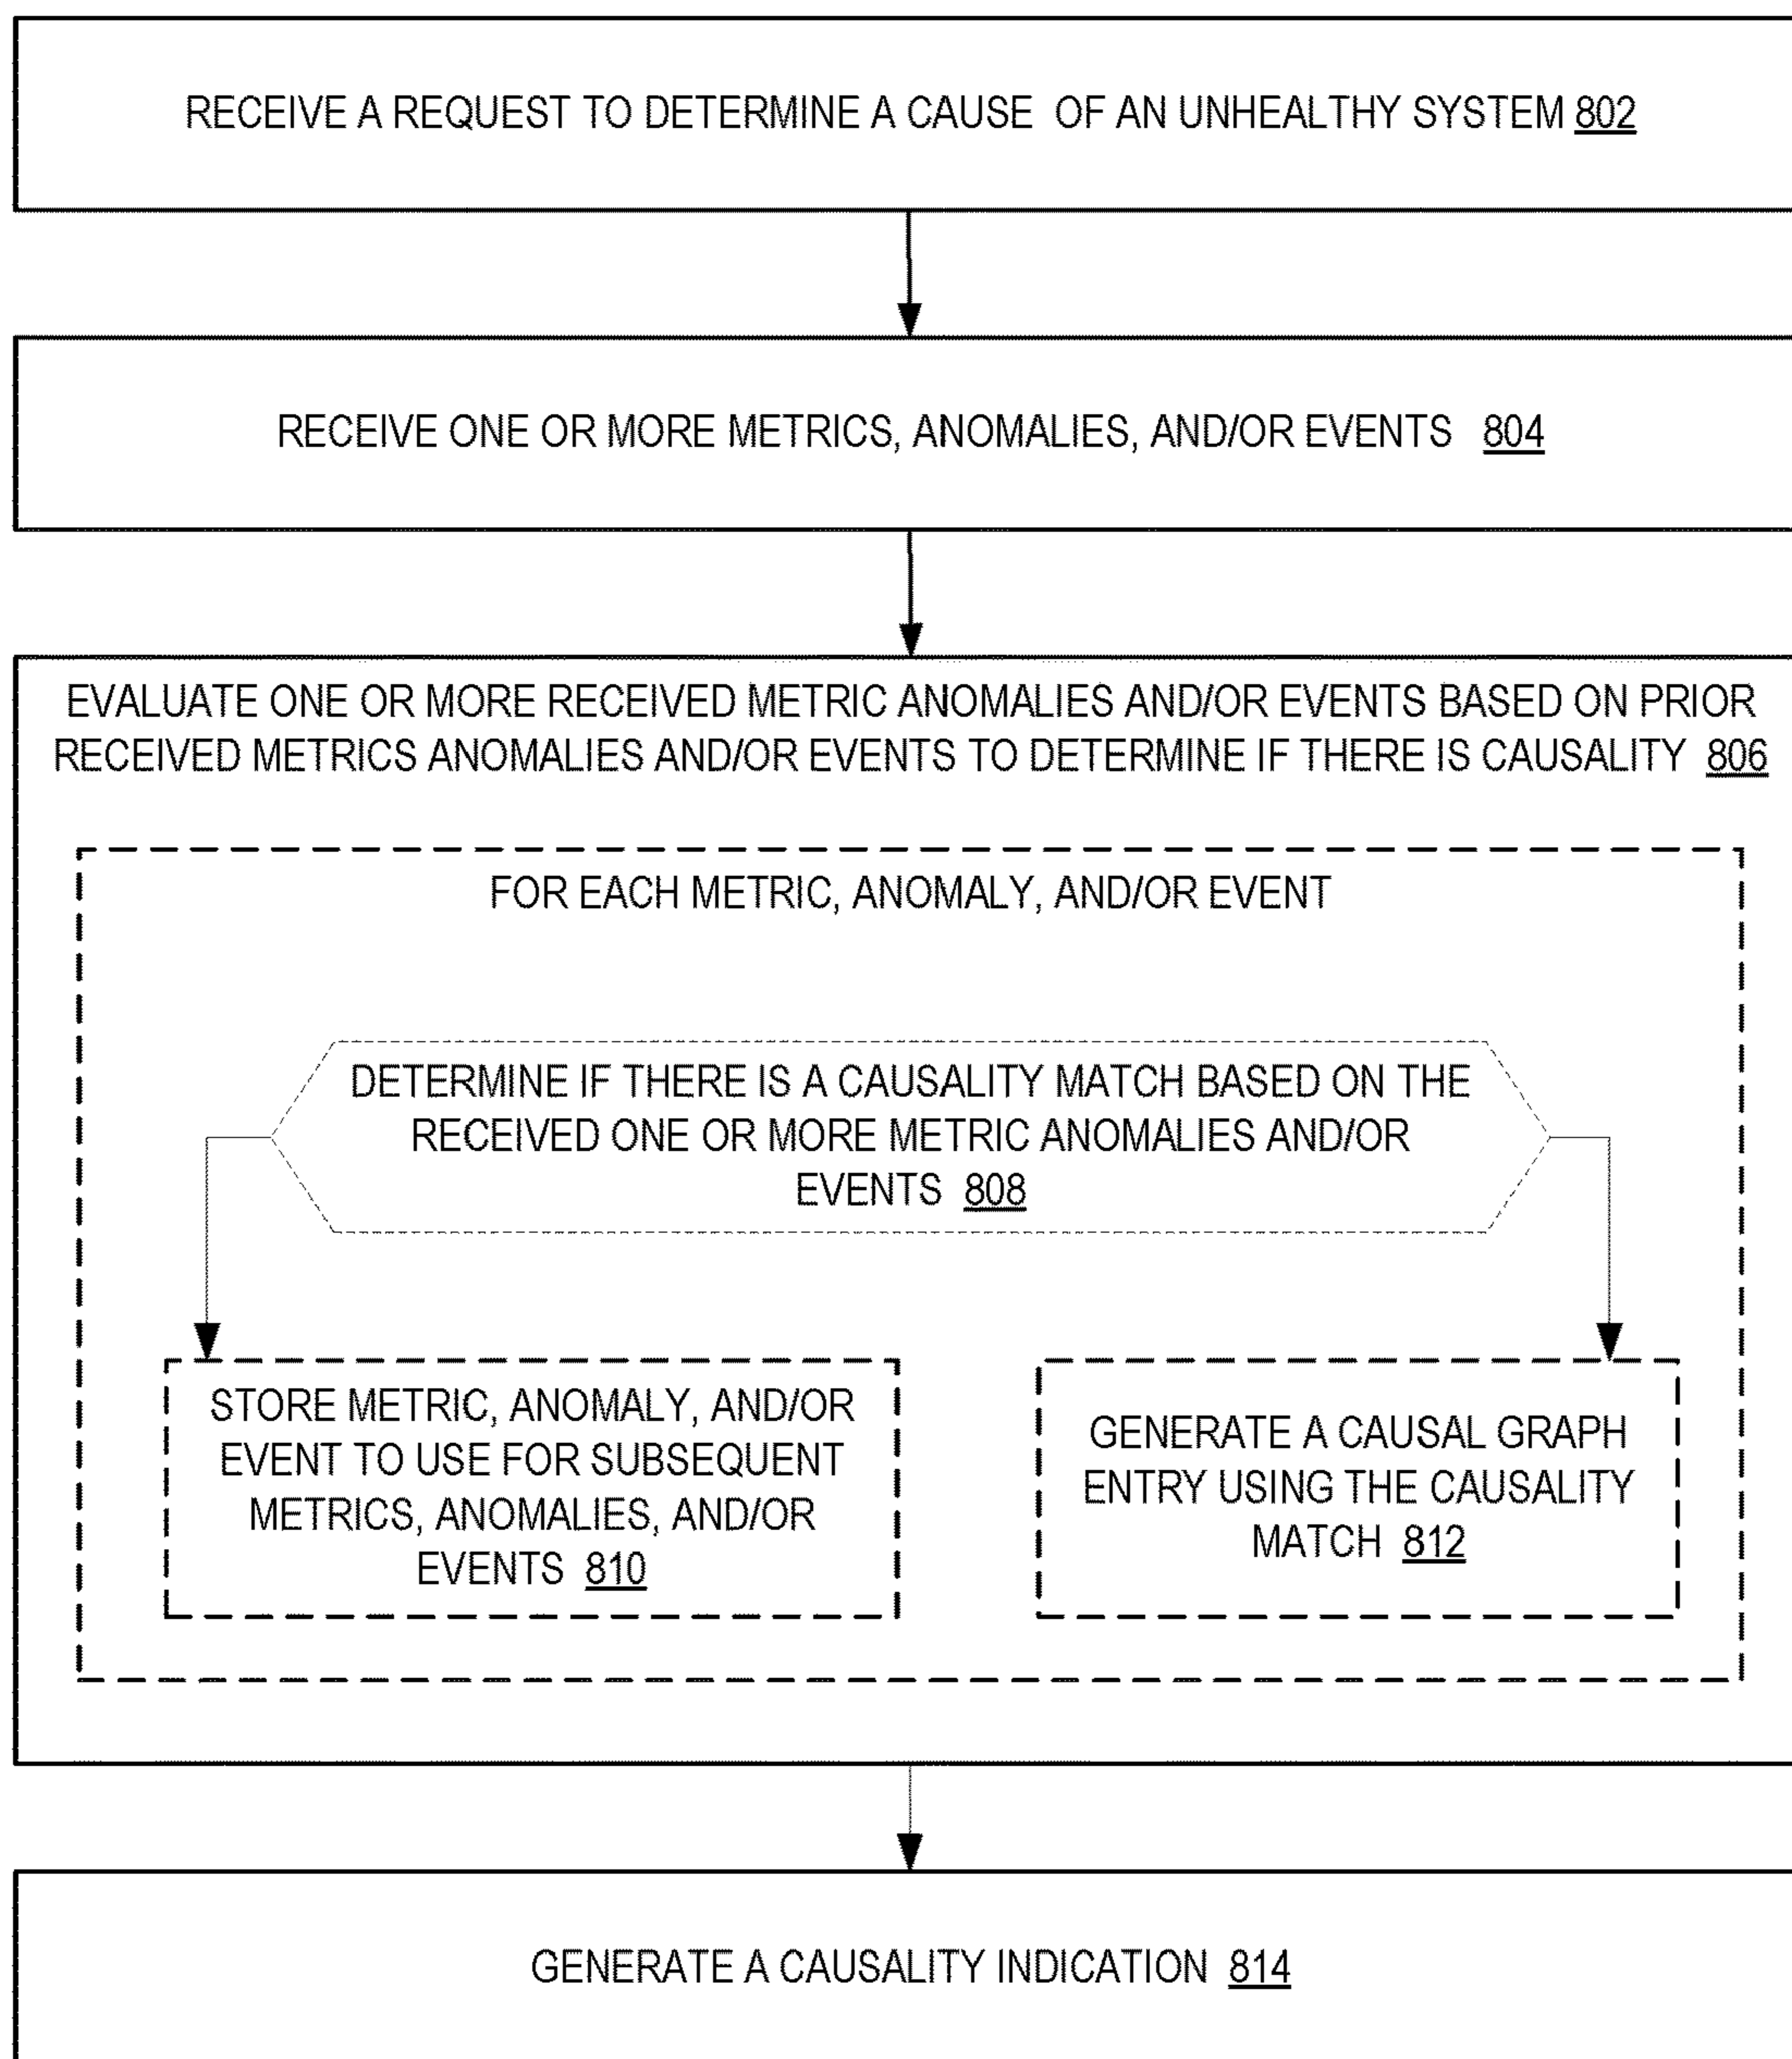 RECEIVE A REQUEST TO DETERMINE A CAUSE OF AN UNHEALTHY SYSTEM 802
RECEIVE ONE OR MORE METRICS, ANOMALIES, AND/OR EVENTS 804
EVALUATE ONE OR MORE RECEIVED METRIC ANOMALIES AND/OR EVENTS BASED ON PRIOR
RECEIVED METRICS ANOMALIES AND/OR EVENTS TO DETERMINE IF THERE IS CAUSALITY 806
FOR EACH METRIC, ANOMALY, AND/OR EVENT
DETERMINE IF THERE IS A CAUSALITY MATCH BASED ON THE
RECEIVED ONE OR MORE METRIC ANOMALIES AND/OR
EVENTS 808
STORE METRIC, ANOMALY, AND/OR
EVENT TO USE FOR SUBSEQUENT
METRICS, ANOMALIES, AND/OR
EVENTS 810
GENERATE A CAUSAL GRAPH
ENTRY USING THE CAUSALITY
MATCH 812
GENERATE A CAUSALITY INDICATION 814